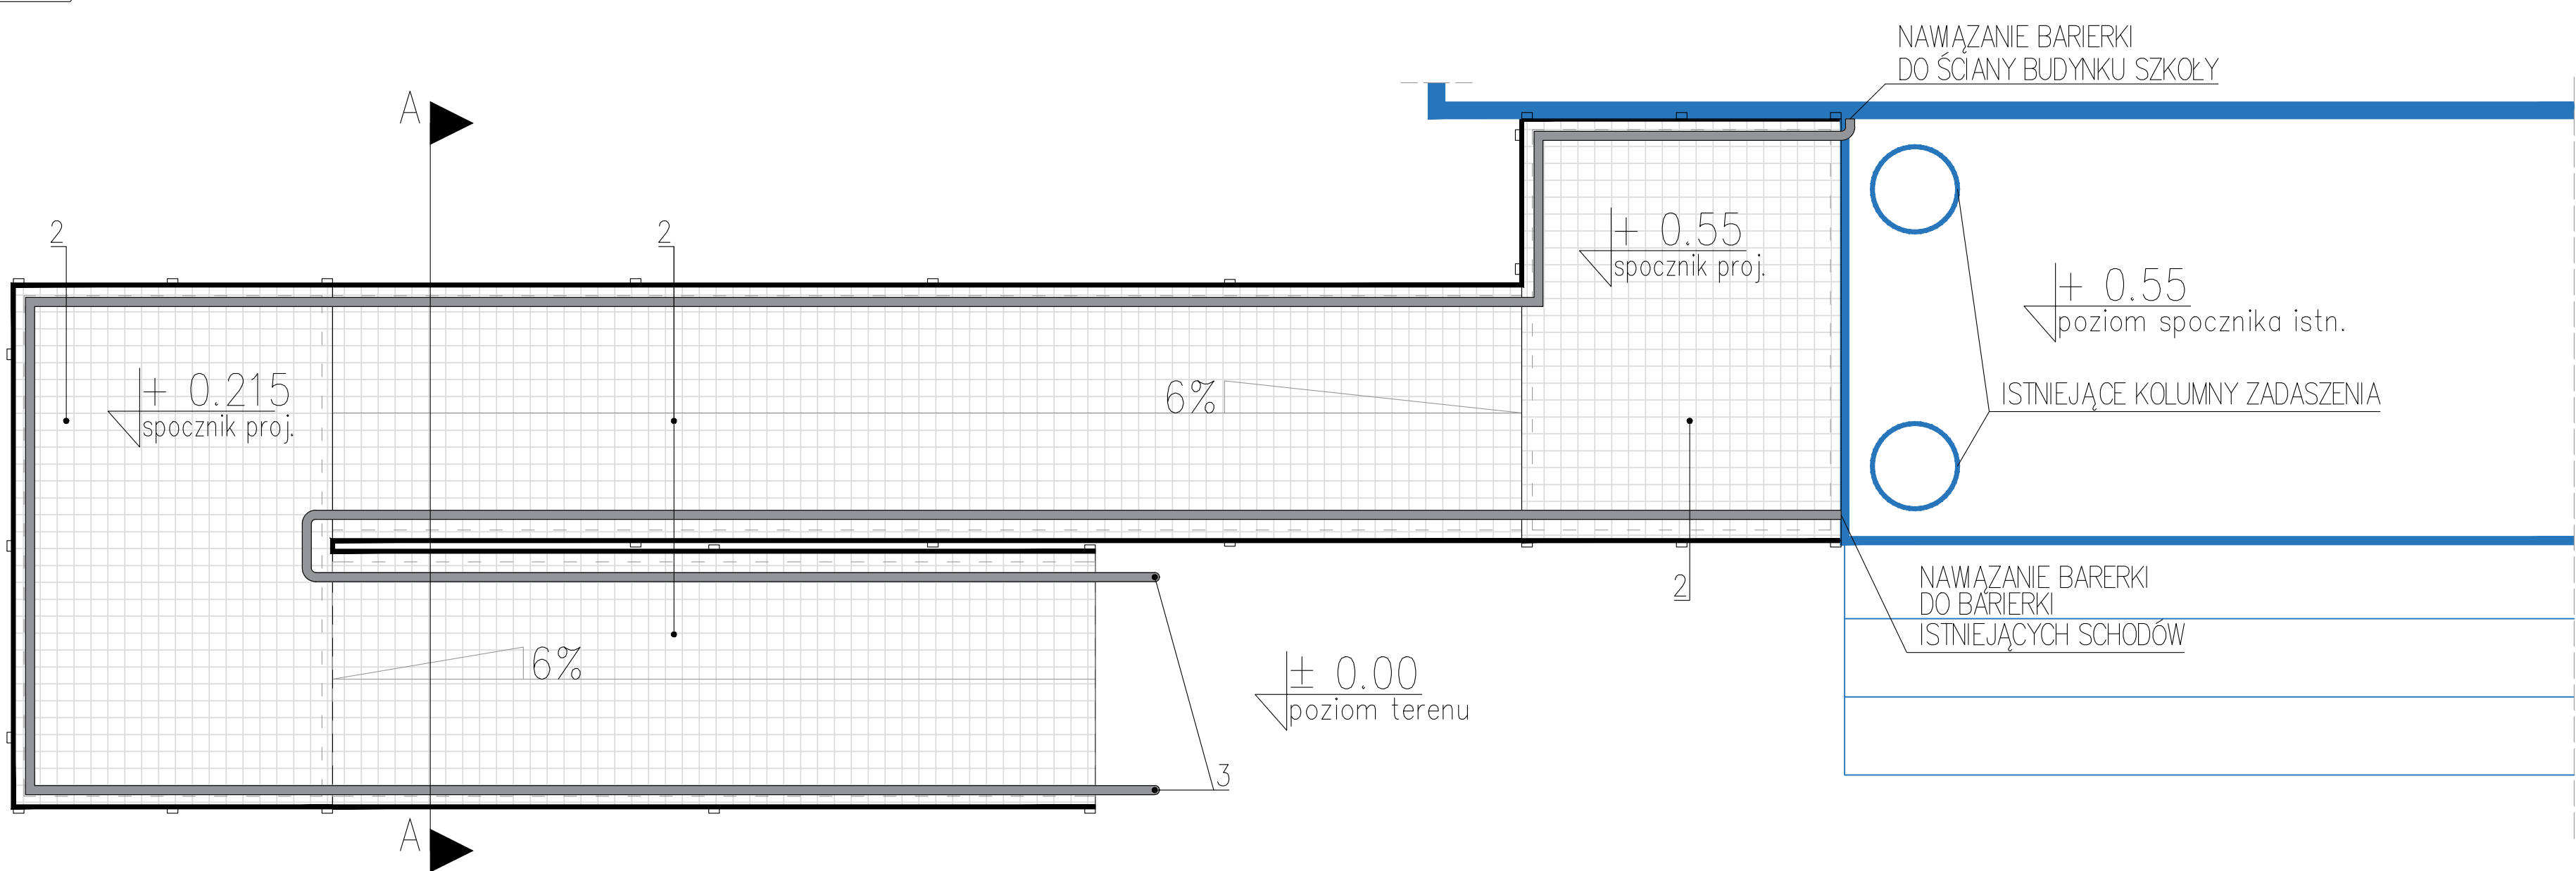 NAWIĄZANIE BARIERKI
DO ŚCIANY BUDYNKU SZKOŁY
A
2
2
+ 0.55
spocznik proj.
+ 0.55
poziom spocznika istn.
+ 0.215
spocznik proj.
6%
ISTNIEJĄCE KOLUMNY ZADASZENIA
2
NAWIĄZANIE BARERKI
DO BARIERKI
ISTNIEJĄCYCH SCHODÓW
6%
± 0.00
poziom terenu
3
A